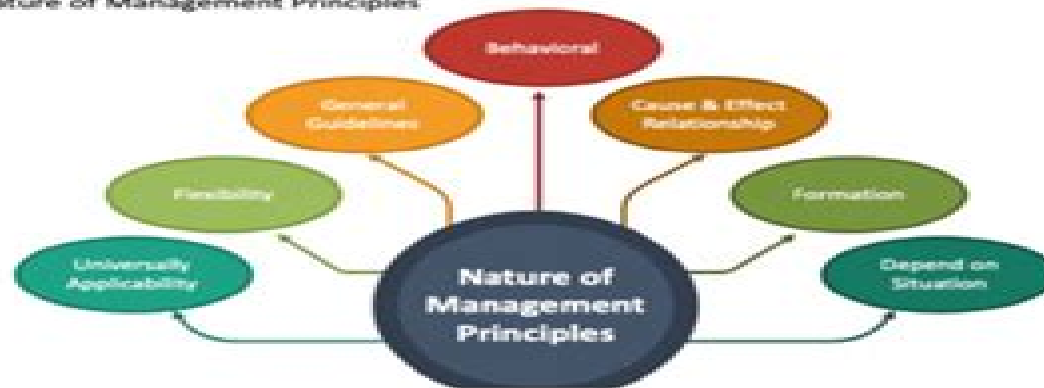 Nature of Management Principles
Behavioral
General
Guidelines
Cause & Effect
Relationship
Flexibility
Formation
Universally
Applicability
Depend on
Situation
Nature of
Management
Principles